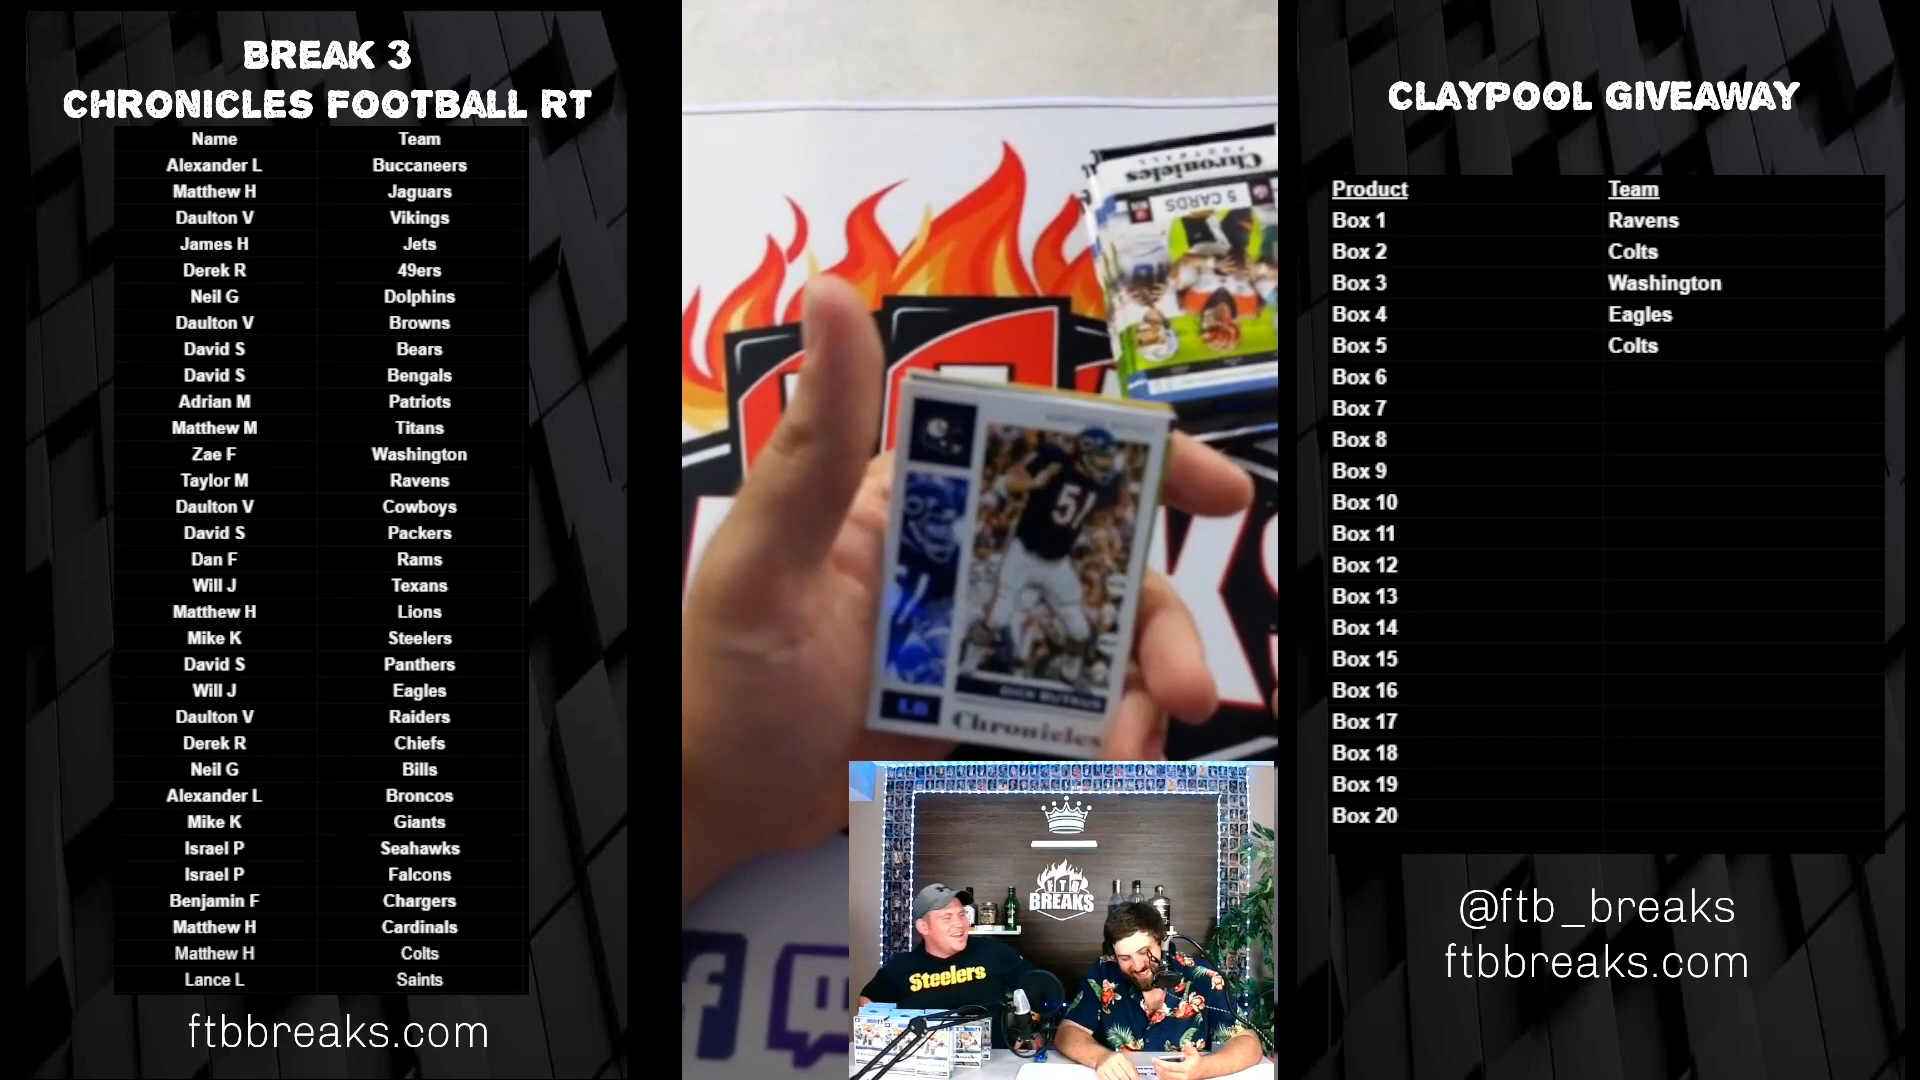 BREAK 3
CHRONICLES FOOTBALL RT
Name Team
Alexander L Buccaneers
Matthew H Jaguars
Daulton V Vikings
James H Jets
Derek R 49ers
Neil G Dolphins
Daulton V Browns
David S Bears
David S Bengals
Adrian M Patriots
Matthew M Titans
Zae F Washington
Taylor M Ravens
Daulton V Cowboys
David S Packers
Dan F Rams
Will J Texans
Matthew H Lions
Mike K Steelers
David S Panthers
Will J Eagles
Daulton V Raiders
Derek R Chiefs
Neil G Bills
Alexander L Broncos
Mike K Giants
Israel P Seahawks
Israel P Falcons
Benjamin F Chargers
Matthew H Cardinals
Matthew H Colts
Lance L Saints
ftbbreaks.com
Chronicles
FOOTBALL
5 CARDS
51
DICK BUTKUS
LB
Chronicles
FTB
BREAKS
Steelers
CLAYPOOL GIVEAWAY
Product Team
Box 1 Ravens
Box 2 Colts
Box 3 Washington
Box 4 Eagles
Box 5 Colts
Box 6
Box 7
Box 8
Box 9
Box 10
Box 11
Box 12
Box 13
Box 14
Box 15
Box 16
Box 17
Box 18
Box 19
Box 20
@ftb_breaks
ftbbreaks.com